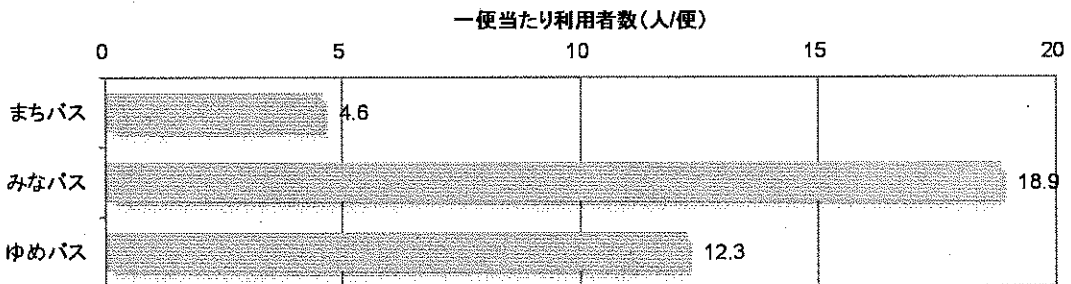 一便当たり利用者数(人/便)
0 5 10 15 20
まちバス 4.6
みなバス 18.9
ゆめバス 12.3